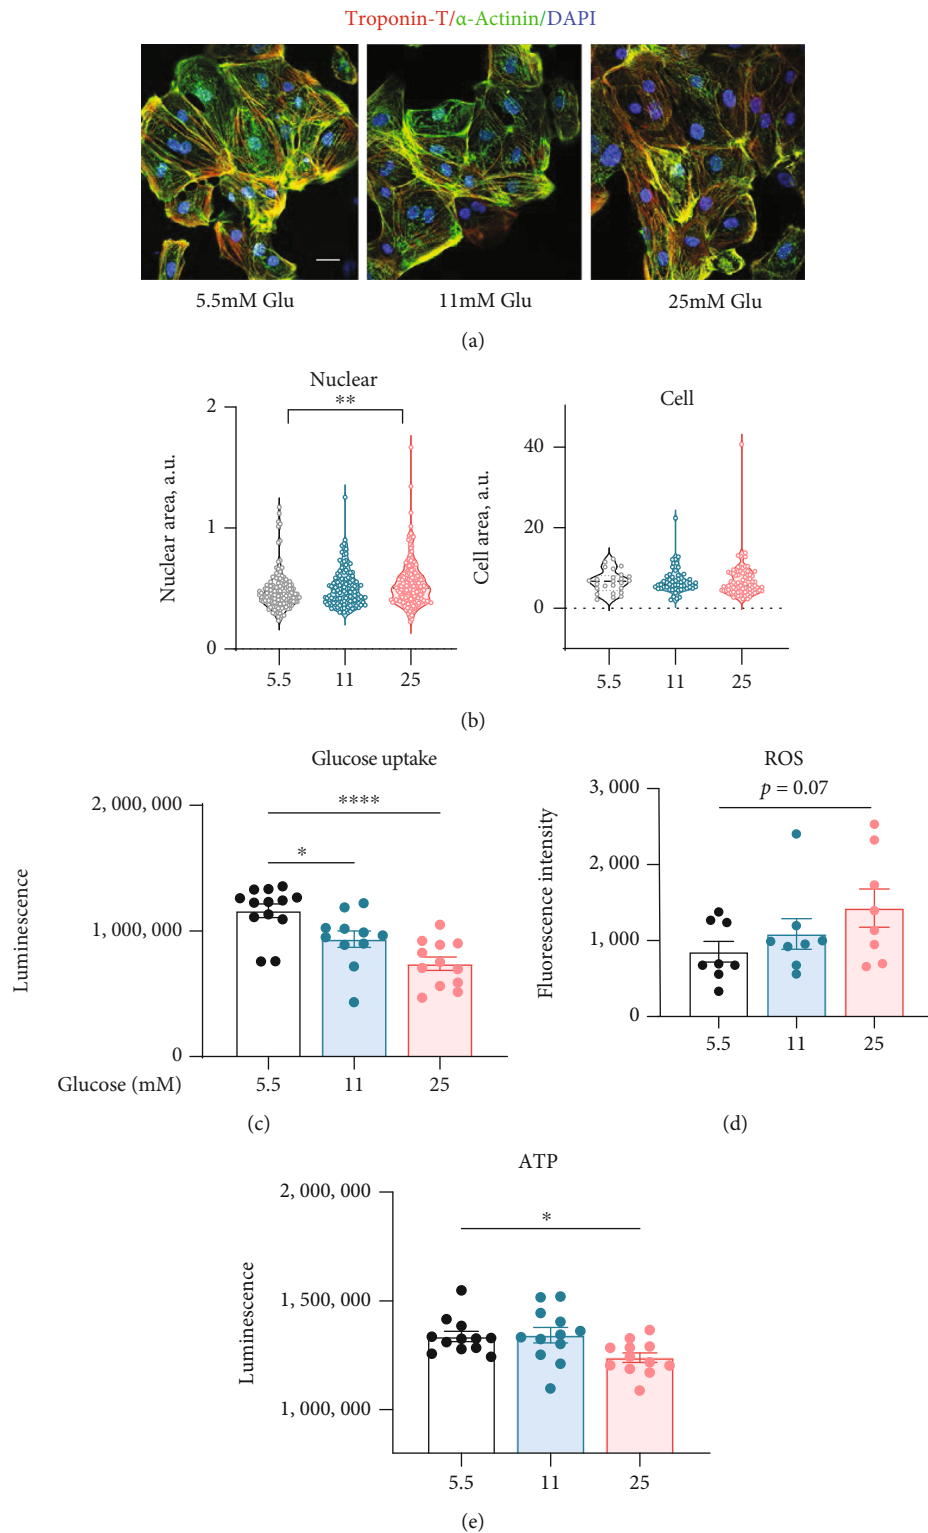 Troponin-T/α-Actinin/DAPI
5.5mM Glu
11mM Glu
25mM Glu
(a)
Nuclear
**
2
1
0
Nuclear area, a.u.
5.5
11
25
Cell
40
20
0
Cell area, a.u.
5.5
11
25
(b)
Glucose uptake
****
*
2,000,000
1,000,000
0
Luminescence
Glucose (mM)
5.5
11
25
(c)
ROS
p = 0.07
3,000
2,000
1,000
0
Fluorescence intensity
5.5
11
25
(d)
ATP
*
2,000,000
1,500,000
1,000,000
Luminescence
5.5
11
25
(e)